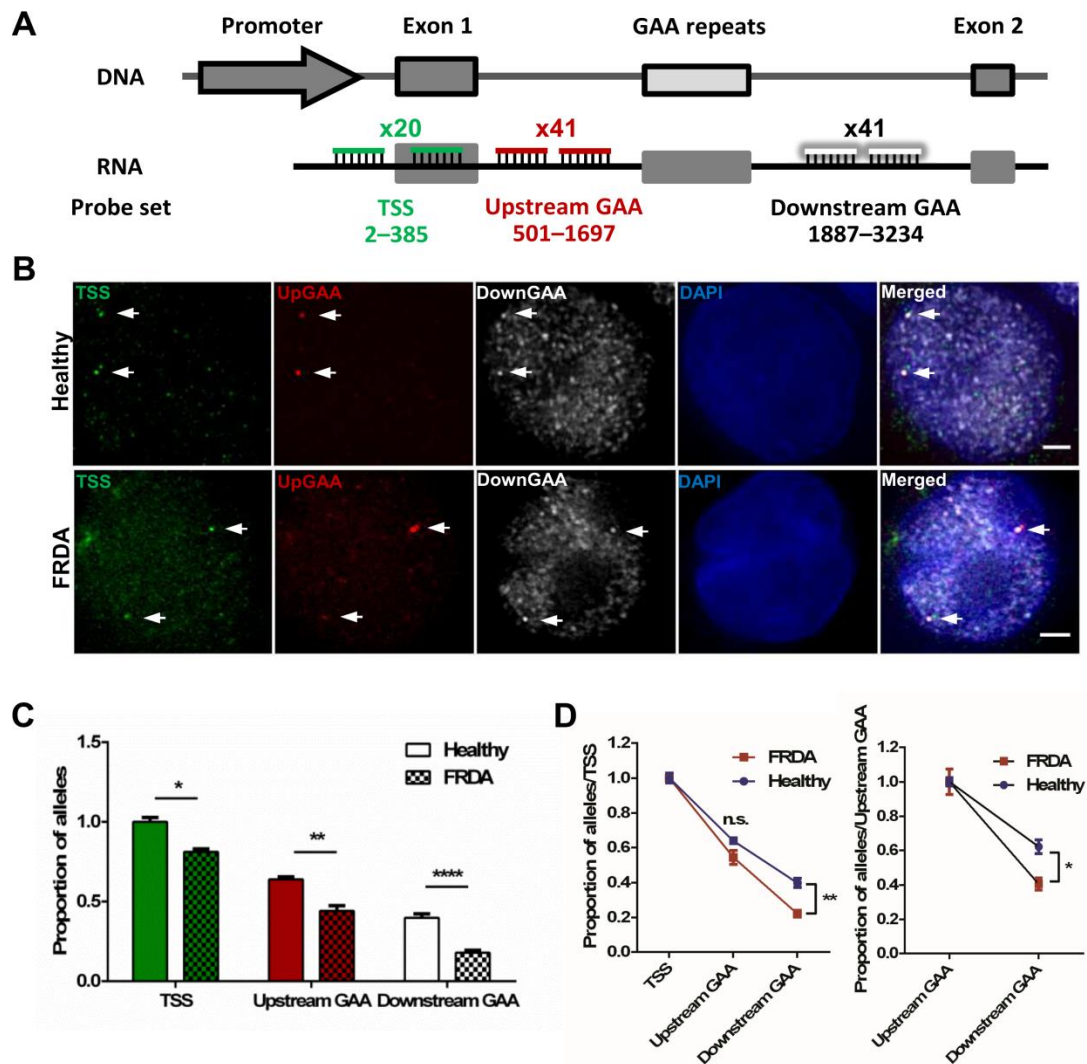 A
Promoter
Exon 1
GAA repeats
Exon 2
DNA
x20
x41
x41
RNA
Probe set
TSS
2–385
Upstream GAA
501–1697
Downstream GAA
1887–3234
B
Healthy
TSS
UpGAA
DownGAA
DAPI
Merged
FRDA
TSS
UpGAA
DownGAA
DAPI
Merged
C
Proportion of alleles
1.5
1.0
0.5
0.0
*
**
****
Healthy
FRDA
TSS
Upstream GAA
Downstream GAA
D
Proportion of alleles/TSS
1.2
1.0
0.8
0.6
0.4
0.2
0.0
FRDA
Healthy
n.s.
**
TSS
Upstream GAA
Downstream GAA
Proportion of alleles/Upstream GAA
1.2
1.0
0.8
0.6
0.4
0.2
0.0
FRDA
Healthy
*
Upstream GAA
Downstream GAA